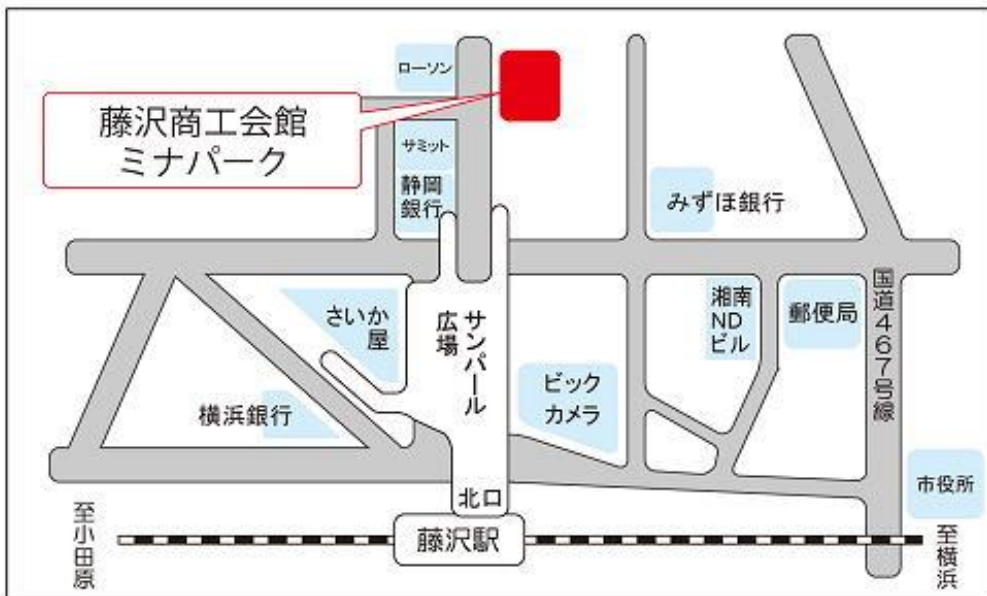 ローソン
藤沢商工会館
ミナパーク
サミット
静岡
銀行
みずほ銀行
さいか
屋
サンパール
広場
湘南
ND
ビル
郵便局
国道467号線
ビック
カメラ
横浜銀行
市役所
北口
藤沢駅
至小田原
至横浜